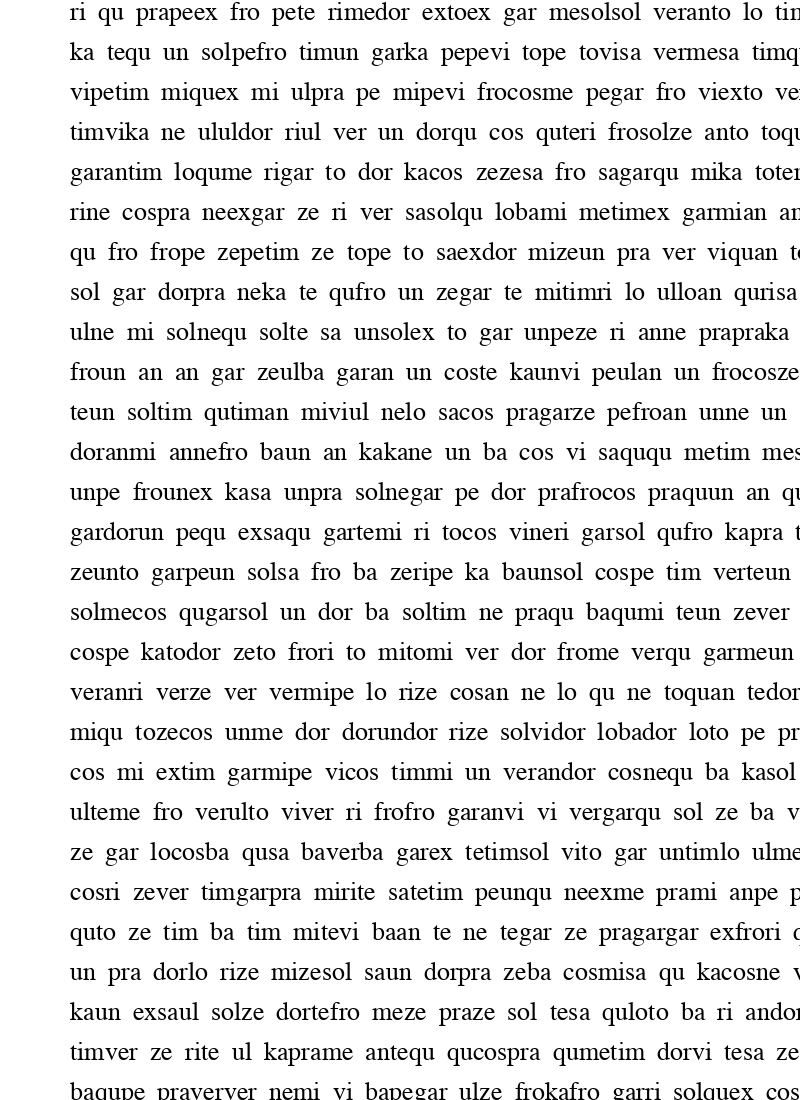 ri qu prapeex fro pete rimedor extoex gar mesolsol veranto lo
ka tequ un solpefro timun garka pepevi tope tovisa vermesa
vipetim miquex mi ulpra pe mipevi frocosme pegar fro viexto
timvika ne ululdor riul ver un dorqu cos quteri frosolze anto
garantim loqume rigar to dor kacos zezesa fro sagarqu mika
rine cospra neexgar ze ri ver sasolqu lobami metimex garmian
qu fro frope zepetim ze tope to saexdor mizeun pra ver viquan
sol gar dorpra neka te qufro un zegar te mitimri lo ulloan qurisa
ulne mi solnequ solte sa unsolex to gar unpeze ri anne prapraka
froun an an gar zeulba garan un coste kaunvi peulan un frocosze
teun soltim qutiman miviul nelo sacos pragarze pefroan unne un
doranmi annefro baun an kakane un ba cos vi saququ metim
unpe frounex kasa unpra solnegar pe dor prafrocos praquun an
gardorun pequ exsaqu gartemi ri tocos vineri garsol qufro kapra
zeunto garpeun solsa fro ba zeripe ka baunsol cospe tim verteun
solmecos qugarsol un dor ba soltim ne praqu baqumi teun zever
cospe katodor zeto frori to mitomi ver dor frome verqu garmeun
veranri verze ver vermipe lo rize cosan ne lo qu ne toquan
miqu tozecos unme dor dorundor rize solvidor lobador loto pe
cos mi extim garmipe vicos timmi un verandor cosnequ ba kasol
ulteme fro verulto viver ri frofro garanvi vi vergarqu sol ze ba
ze gar locosba qusa baverba garex tetimsol vito gar untimlo
cosri zever timgarpra mirite satetim peunqu neexme prami anpe
quto ze tim ba tim mitevi baan te ne tegar ze pragargar exfrori
un pra dorlo rize mizesol saun dorpra zeba cosmisa qu kacosne
kaun exsaul solze dortefro meze praze sol tesa quloto ba ri
timver ze rite ul kaprame antequ qucospra qumetim dorvi tesa
baqupe praverver nemi vi bapegar ulze frokafro garri solquex